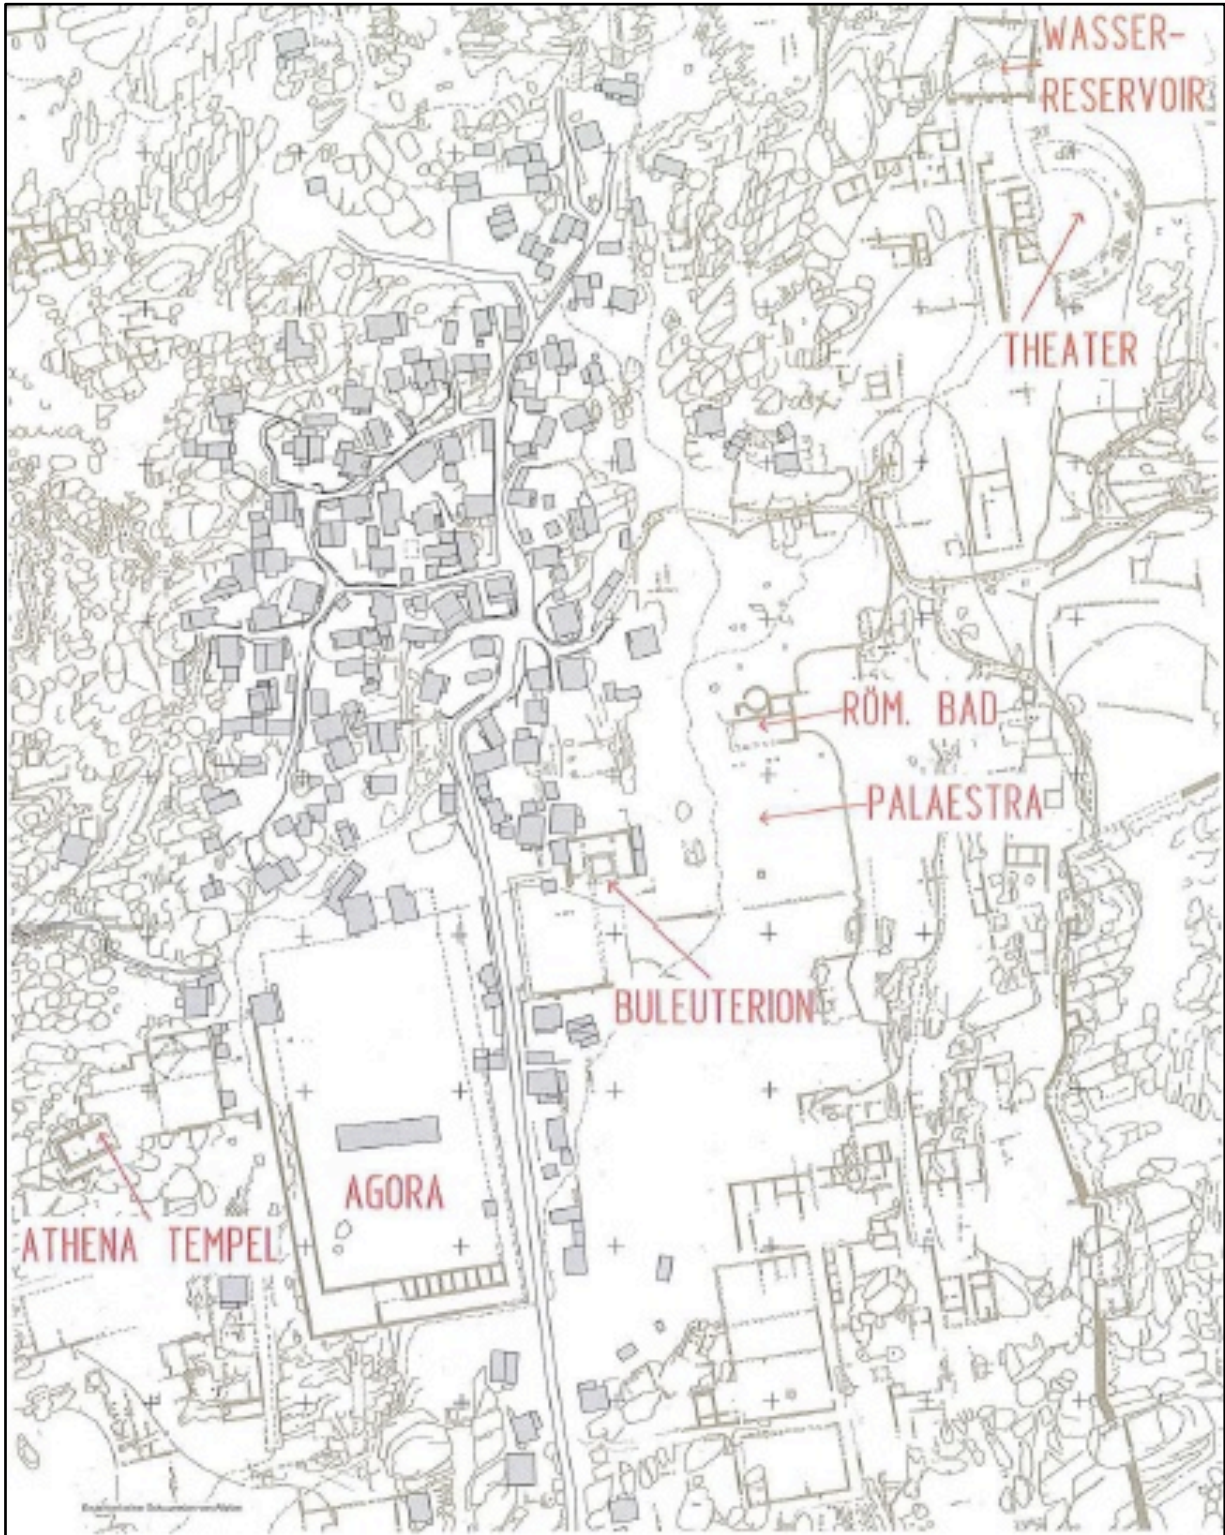 WASSER-
RESERVOIR
THEATER
RÖM. BAD
PALAESTRA
BULEUTERION
AGORA
ATHENA TEMPEL